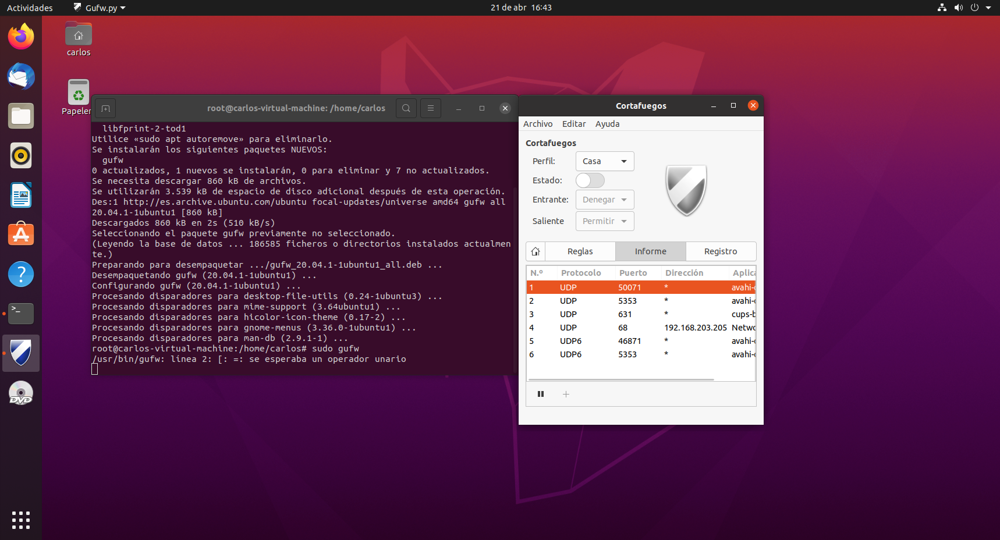 Actividades
Gufw.py
21 de abr 16:43
carlos
Papeler
root@carlos-virtual-machine: /home/carlos
libfprint-2-tod1
Utilice «sudo apt autoremove» para eliminarlo.
Se instalarán los siguientes paquetes NUEVOS:
gufw
0 actualizados, 1 nuevos se instalarán, 0 para eliminar y 7 no actualizados.
Se necesita descargar 860 kB de archivos.
Se utilizarán 3.539 kB de espacio de disco adicional después de esta operación.
Des:1 http://es.archive.ubuntu.com/ubuntu focal-updates/universe amd64 gufw all
20.04.1-1ubuntu1 [860 kB]
Descargados 860 kB en 2s (510 kB/s)
Seleccionando el paquete gufw previamente no seleccionado.
(Leyendo la base de datos ... 186585 ficheros o directorios instalados actualmen
te.)
Preparando para desempaquetar .../gufw_20.04.1-1ubuntu1_all.deb ...
Desempaquetando gufw (20.04.1-1ubuntu1) ...
Configurando gufw (20.04.1-1ubuntu1) ...
Procesando disparadores para desktop-file-utils (0.24-1ubuntu3) ...
Procesando disparadores para mime-support (3.64ubuntu1) ...
Procesando disparadores para hicolor-icon-theme (0.17-2) ...
Procesando disparadores para gnome-menus (3.36.0-1ubuntu1) ...
Procesando disparadores para man-db (2.9.1-1) ...
root@carlos-virtual-machine:/home/carlos# sudo gufw
/usr/bin/gufw: línea 2: [: =: se esperaba un operador unario
Cortafuegos
Archivo Editar Ayuda
Cortafuegos
Perfil: Casa
Estado:
Entrante: Denegar
Saliente Permitir
Reglas Informe Registro
N.º Protocolo Puerto Dirección Aplica
1 UDP 50071 * avahi-d
2 UDP 5353 * avahi-d
3 UDP 631 * cups-b
4 UDP 68 192.168.203.205 Netwo
5 UDP6 46871 * avahi-d
6 UDP6 5353 * avahi-d
>_
?
DVD